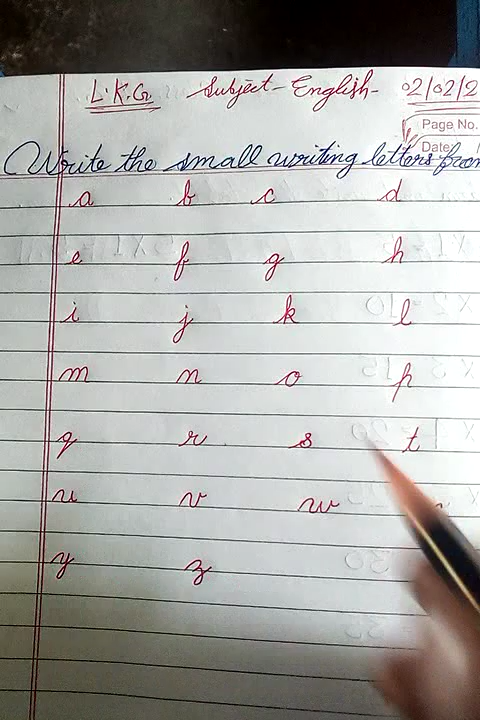 L.K.G. Subject - English - 02/02/2
Page No.
Date:
Write the small writing letters from
a b c d
e f g h
i j k l
m n o p
q r s t
u v w
y z